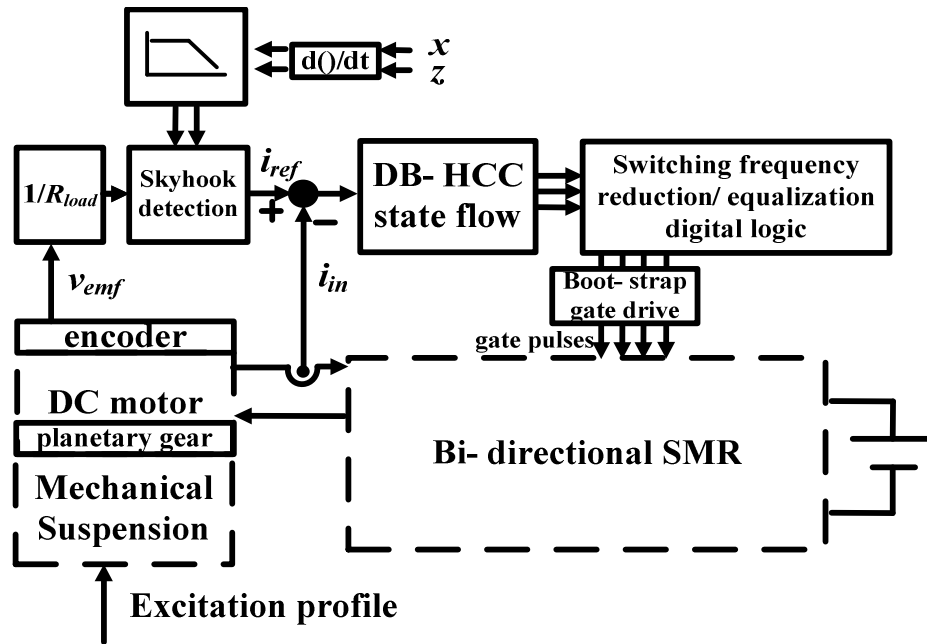 d()/dt
x
z
1/Rload
Skyhook
detection
iref
+
−
DB- HCC
state flow
Switching frequency
reduction/ equalization
digital logic
vemf
iin
Boot- strap
gate drive
gate pulses
encoder
DC motor
planetary gear
Mechanical
Suspension
Bi- directional SMR
Excitation profile